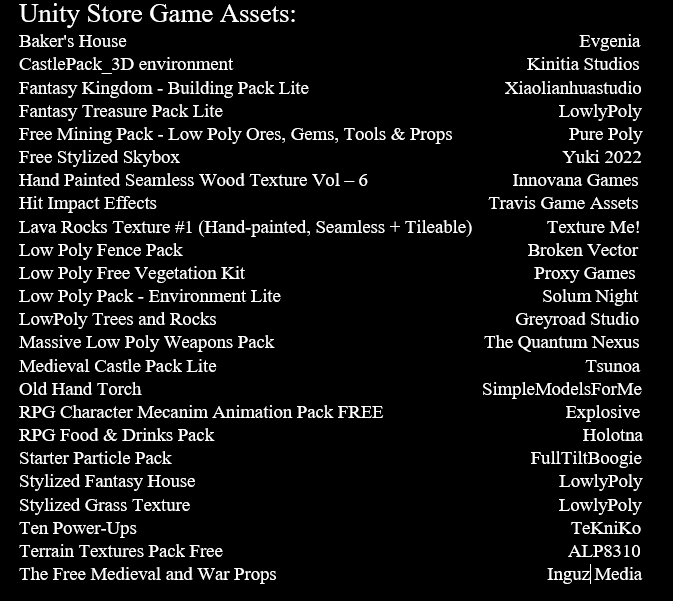 Unity Store Game Assets:
Baker's House Evgenia
CastlePack_3D environment Kinitia Studios
Fantasy Kingdom - Building Pack Lite Xiaolianhuastudio
Fantasy Treasure Pack Lite LowlyPoly
Free Mining Pack - Low Poly Ores, Gems, Tools & Props Pure Poly
Free Stylized Skybox Yuki 2022
Hand Painted Seamless Wood Texture Vol – 6 Innovana Games
Hit Impact Effects Travis Game Assets
Lava Rocks Texture #1 (Hand-painted, Seamless + Tileable) Texture Me!
Low Poly Fence Pack Broken Vector
Low Poly Free Vegetation Kit Proxy Games
Low Poly Pack - Environment Lite Solum Night
LowPoly Trees and Rocks Greyroad Studio
Massive Low Poly Weapons Pack The Quantum Nexus
Medieval Castle Pack Lite Tsunoa
Old Hand Torch SimpleModelsForMe
RPG Character Mecanim Animation Pack FREE Explosive
RPG Food & Drinks Pack Holotna
Starter Particle Pack FullTiltBoogie
Stylized Fantasy House LowlyPoly
Stylized Grass Texture LowlyPoly
Ten Power-Ups TeKniKo
Terrain Textures Pack Free ALP8310
The Free Medieval and War Props Inguz Media